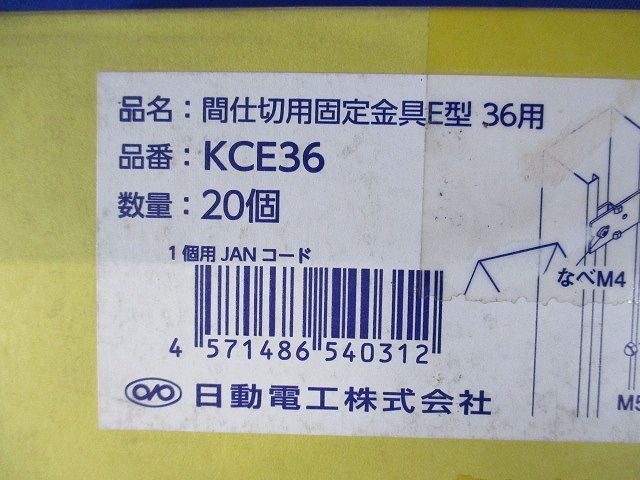 品名：間仕切用固定金具E型 36用
品番：KCE36
数量：20個
1個用JANコード
4 571486 540312
日動電工株式会社
なべM4
M5